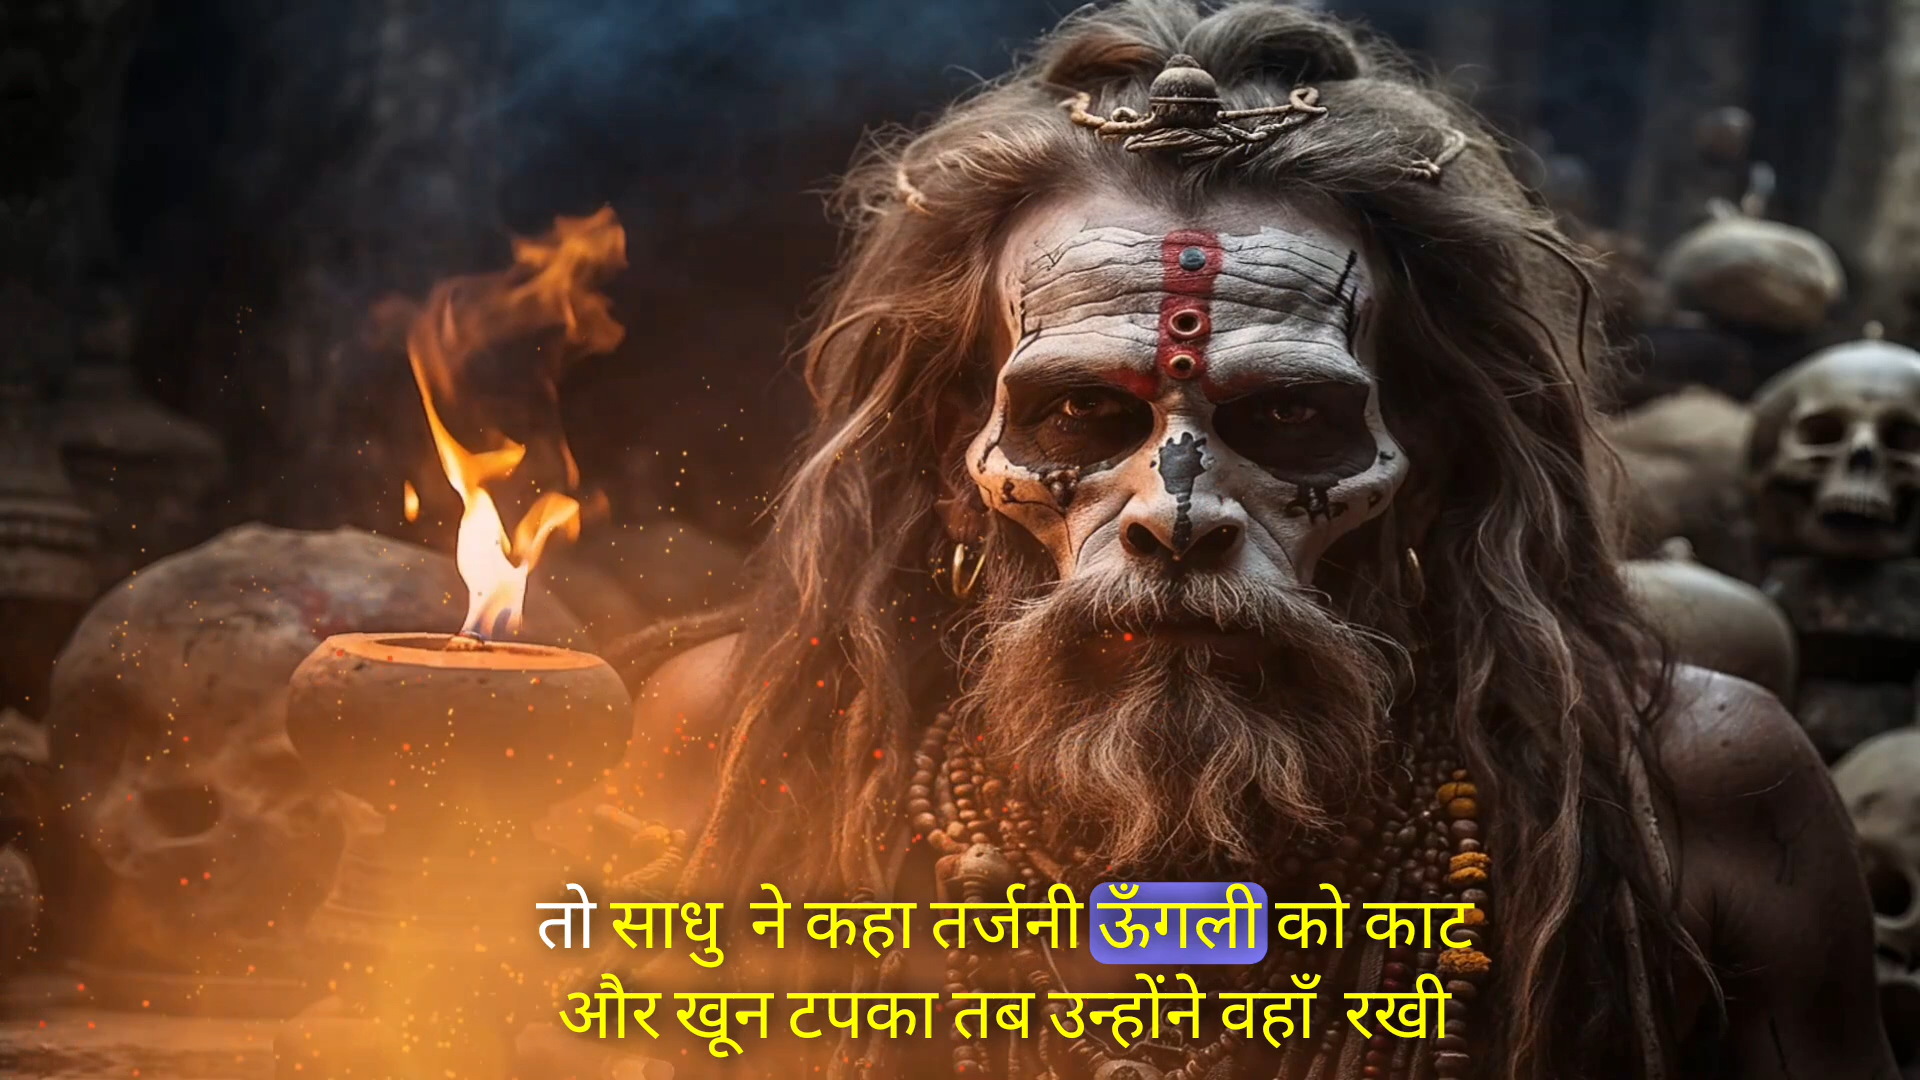 तो साधु ने कहा तर्जनी ऊँगली को काट
और खून टपका तब उन्होंने वहाँ रखी